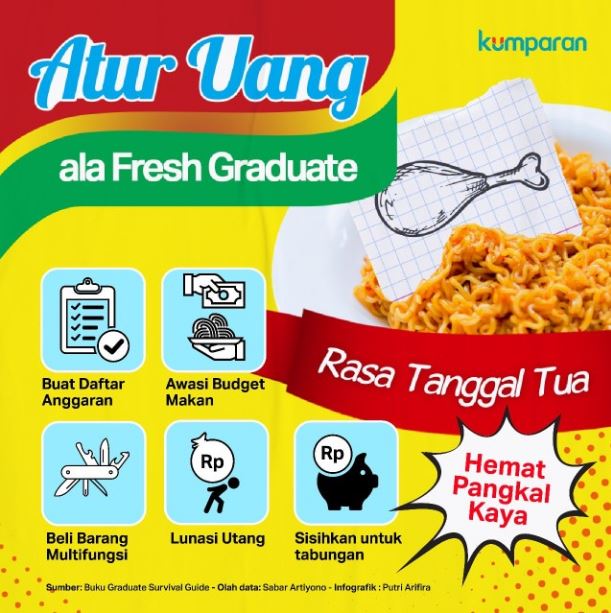 kumparan
Atur Uang
ala Fresh Graduate
Buat Daftar
Anggaran
Awasi Budget
Makan
Rasa Tanggal Tua
Rp
Rp
Beli Barang
Multifungsi
Lunasi Utang
Sisihkan untuk
tabungan
Hemat
Pangkal
Kaya
Sumber: Buku Graduate Survival Guide - Olah data: Sabar Artiyono - Infografik : Putri Arifira